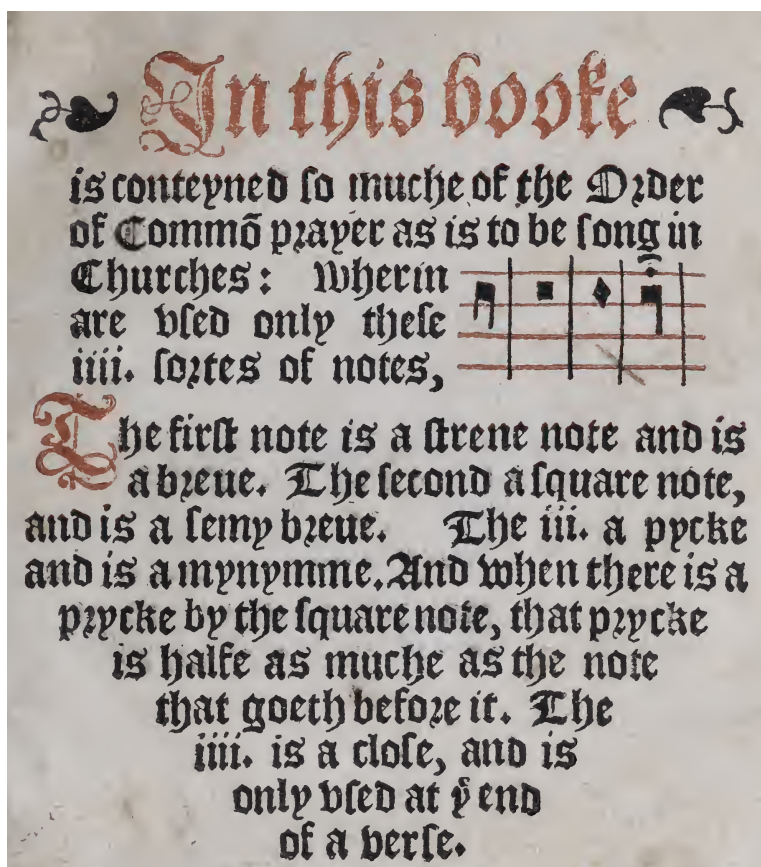 In this booke
is conteyned so muche of the Order
of Commõ prayer as is to be song in
Churches: wherin
are vsed only these
iiii. sortes of notes,
The first note is a strene note and is
a breue. The second a square note,
and is a semy breue. The iii. a pycke
and is a mynymme. And when there is a
prycke by the square note, that prycke
is halfe as muche as the note
that goeth before it. The
iiii. is a close, and is
only vsed at yͤ end
of a verse.